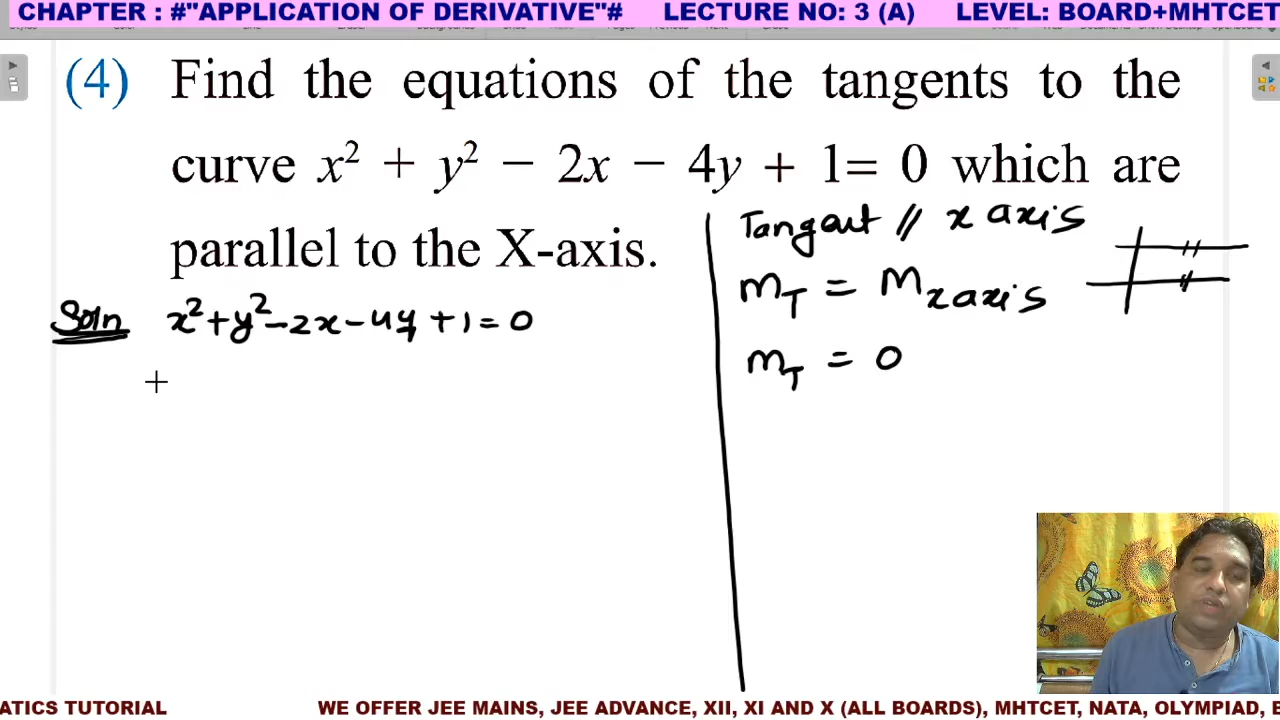 CHAPTER : #"APPLICATION OF DERIVATIVE"# LECTURE NO: 3 (A) LEVEL: BOARD+MHTCET
(4) Find the equations of the tangents to the
curve x² + y² − 2x − 4y + 1= 0 which are
parallel to the X-axis.
Soln x²+y²-2x-4y+1=0
Tangent // x axis
m_T = M_x axis
m_T = 0
ATICS TUTORIAL WE OFFER JEE MAINS, JEE ADVANCE, XII, XI AND X (ALL BOARDS), MHTCET, NATA, OLYMPIAD, E